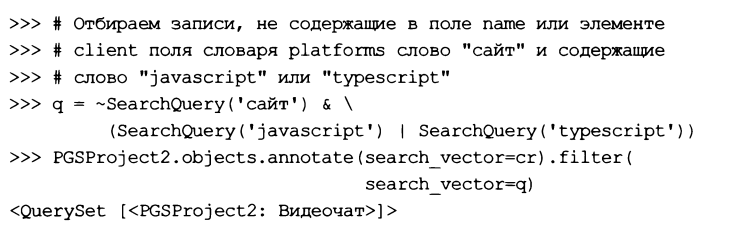 >>> # Отбираем записи, не содержащие в поле name или элементе
>>> # client поля словаря platforms слово "сайт" и содержащие
>>> # слово "javascript" или "typescript"
>>> q = ~SearchQuery('сайт') & \
(SearchQuery('javascript') | SearchQuery('typescript'))
>>> PGSProject2.objects.annotate(search_vector=cr).filter(
search_vector=q)
<QuerySet [<PGSProject2: Видеочат>]>